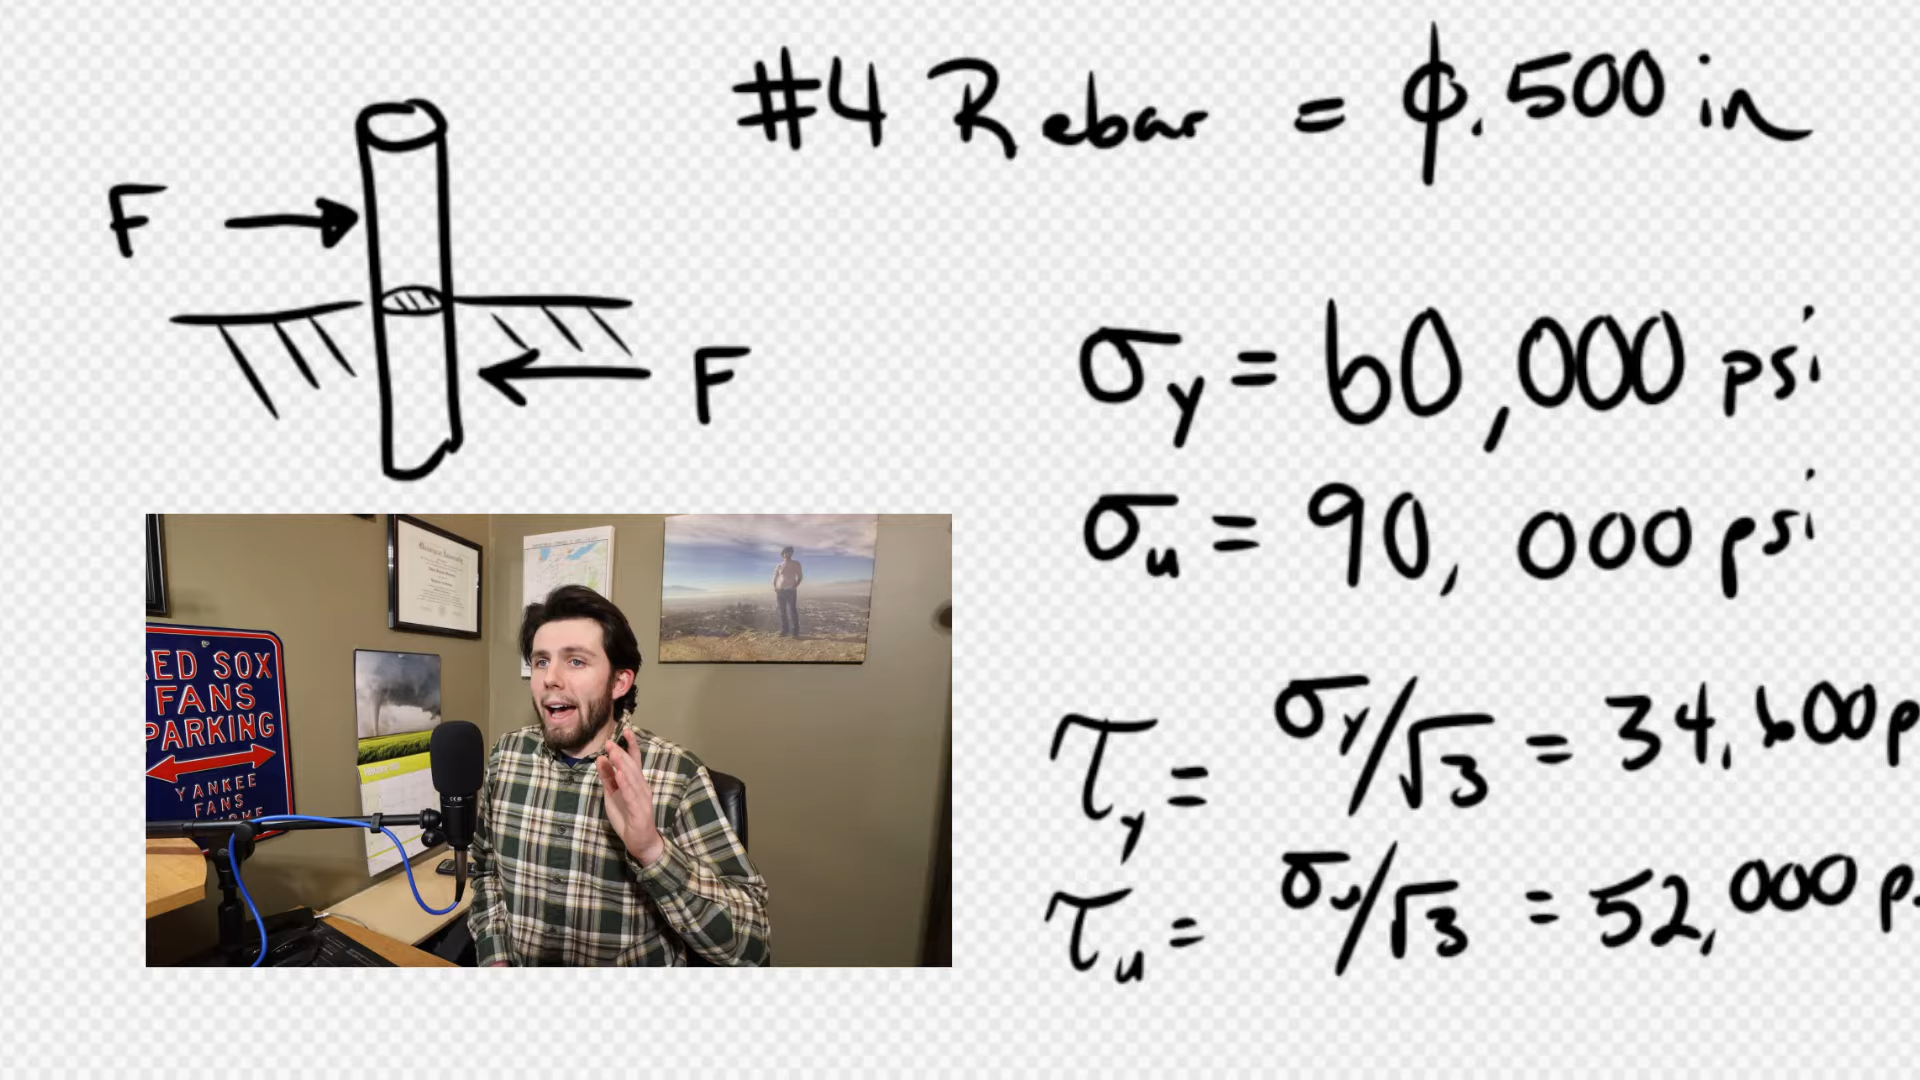 #4 Rebar = ϕ.500 in
F
F
σy = 60,000 psi
σu = 90,000 psi
τy = σy/√3 = 34,600 p
τu = σu/√3 = 52,000 p
RED SOX
FANS
PARKING
YANKEE
FANS